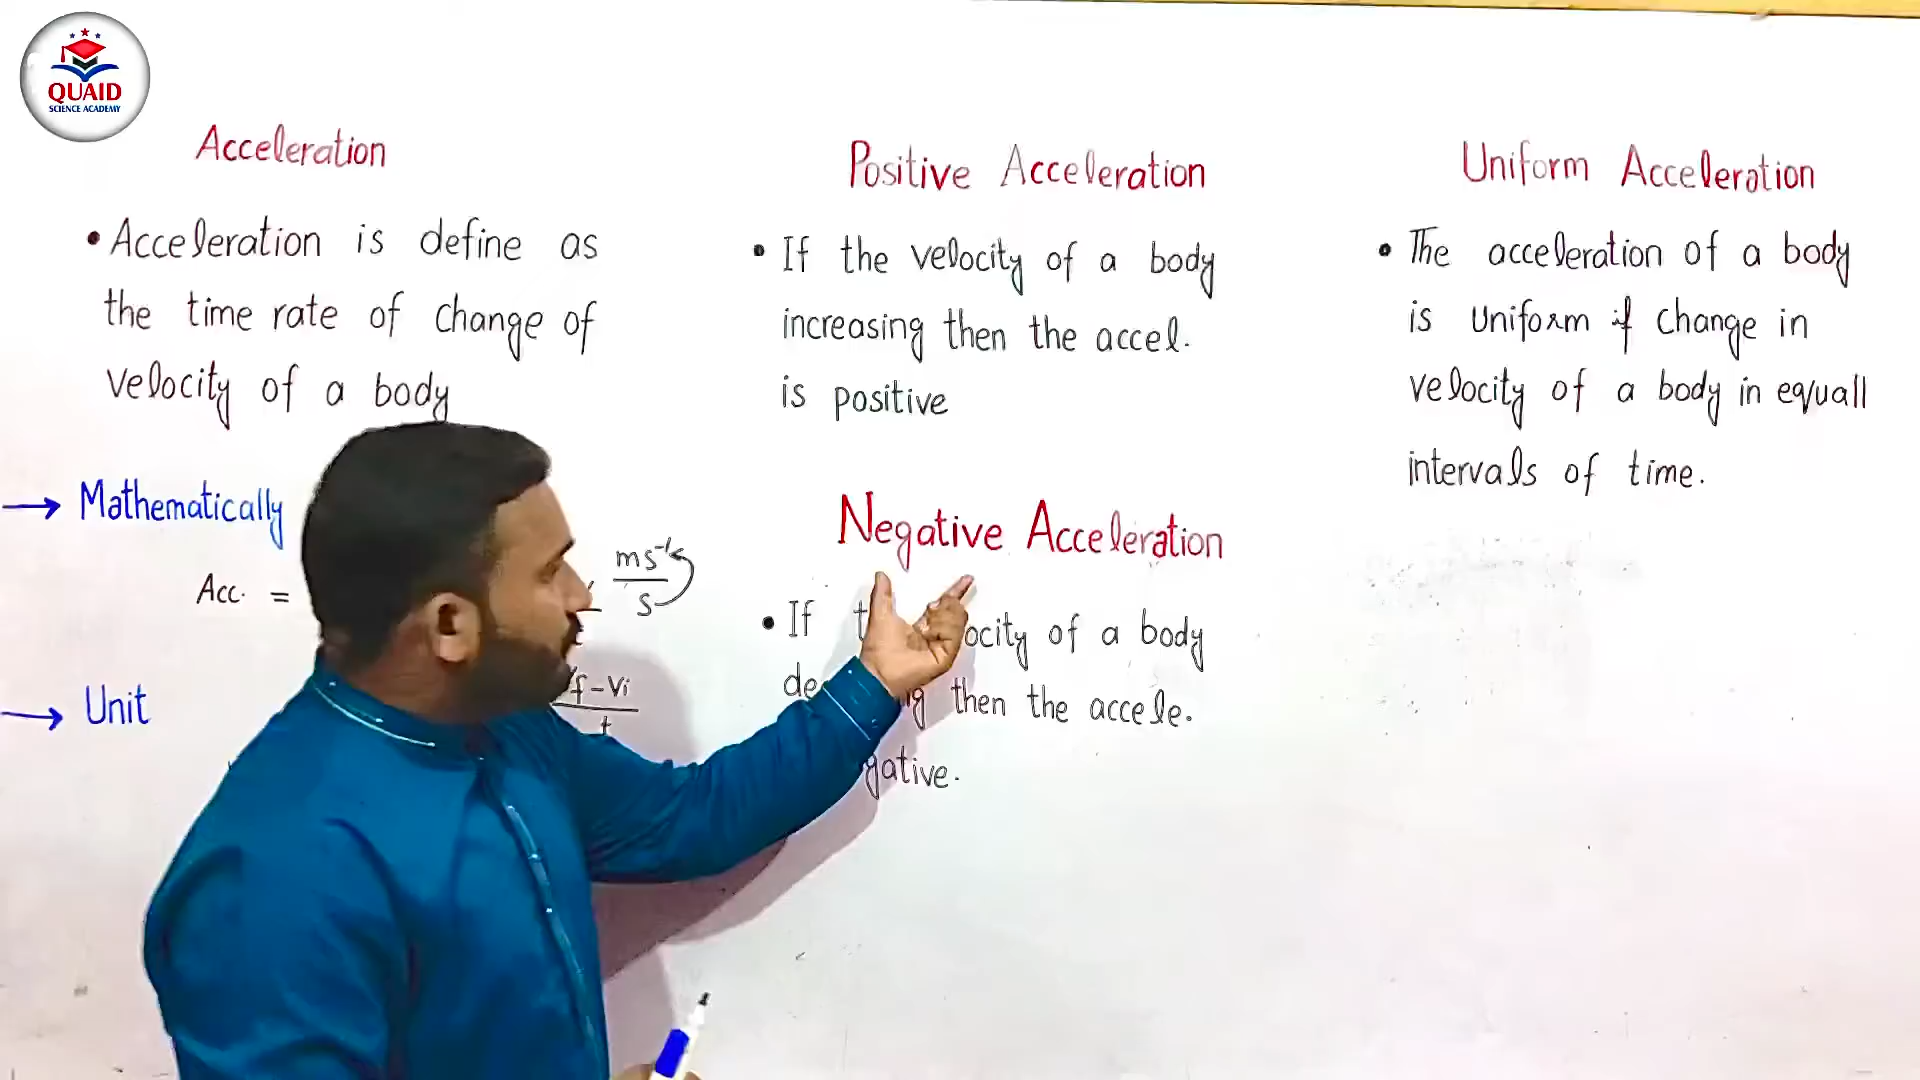 QUAID
SCIENCE ACADEMY
Acceleration
• Acceleration is define as
the time rate of change of
velocity of a body
→ Mathematically
Acc. =
ms⁻¹
s
→ Unit
f - Vi
t
Positive Acceleration
• If the velocity of a body
increasing then the accel.
is positive
Negative Acceleration
• If ocity of a body
de g then the accele.
gative.
Uniform Acceleration
• The acceleration of a body
is uniform if change in
velocity of a body in equall
intervals of time.